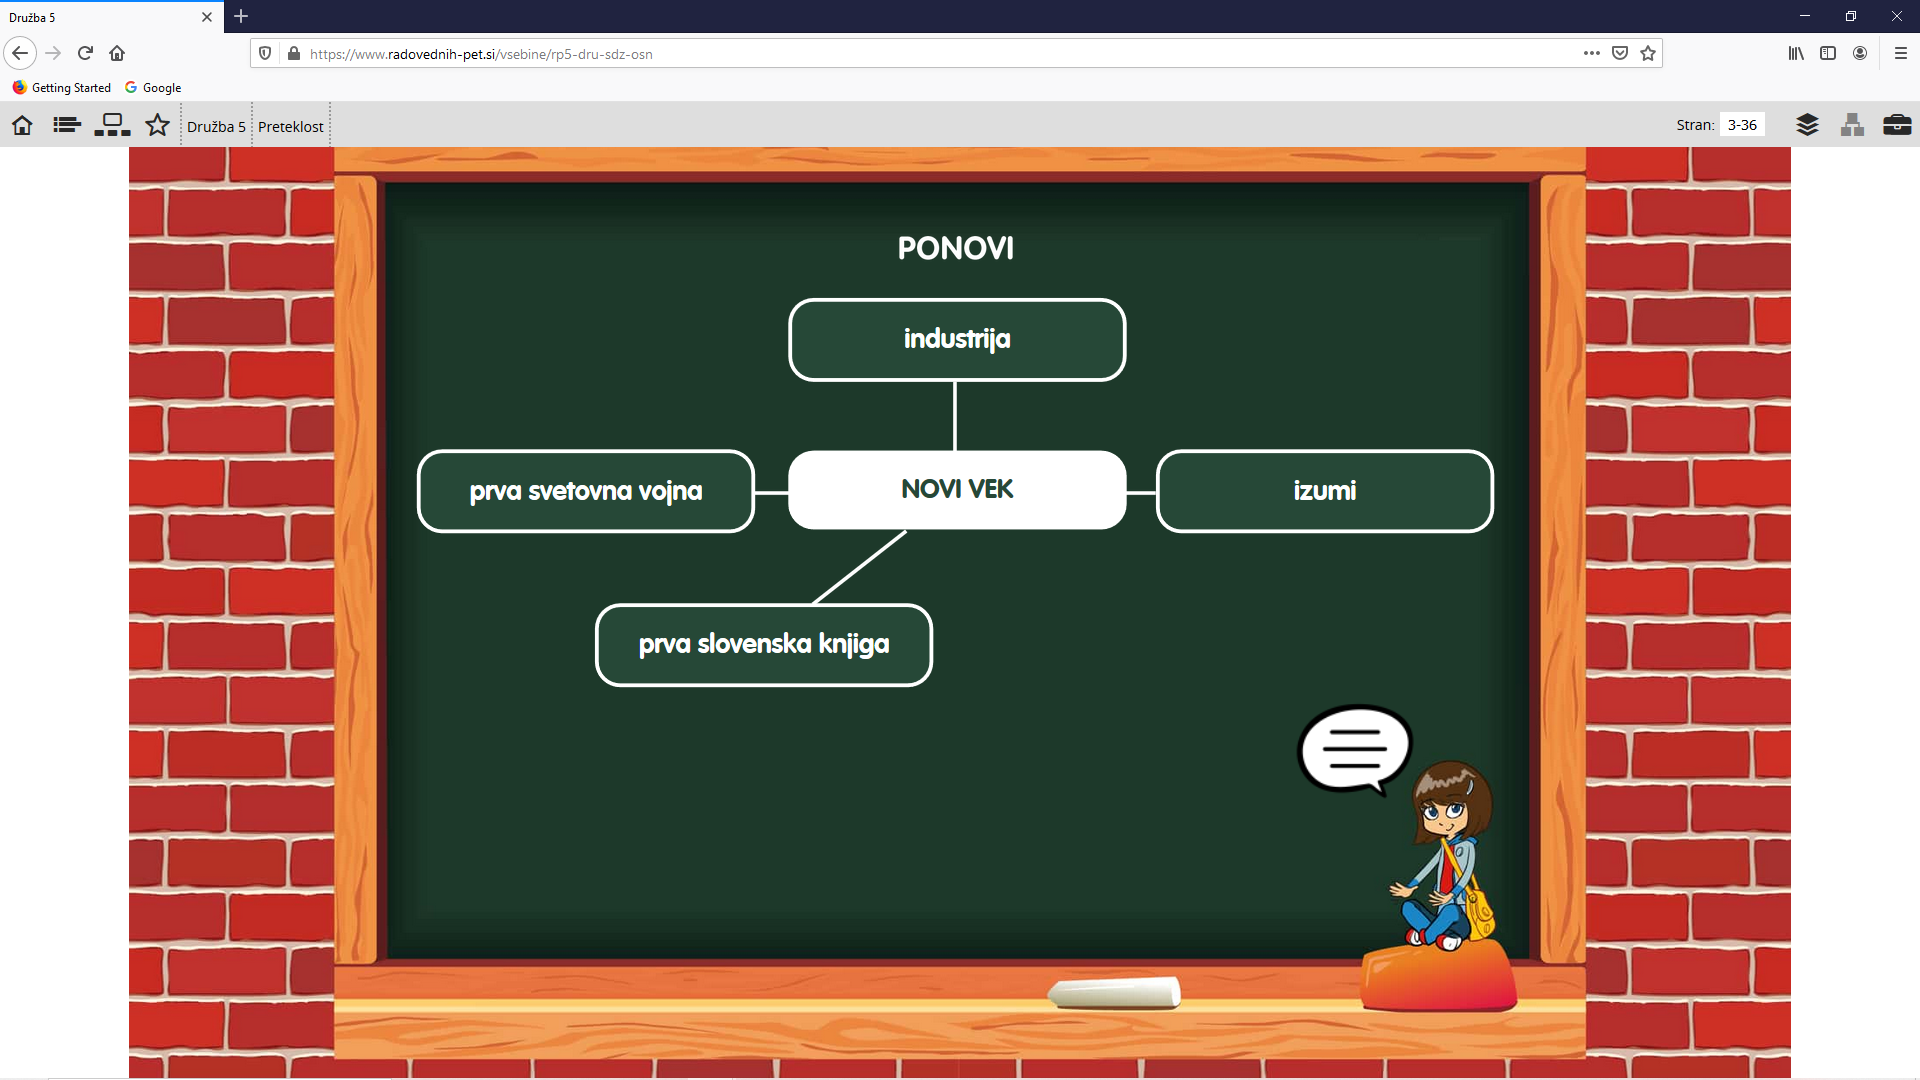 Družba 5
https://www.radovednih-pet.si/vsebine/rp5-dru-sdz-osn
Getting Started
Google
Družba 5
Preteklost
Stran:
3-36
PONOVI
industrija
prva svetovna vojna
NOVI VEK
izumi
prva slovenska knjiga